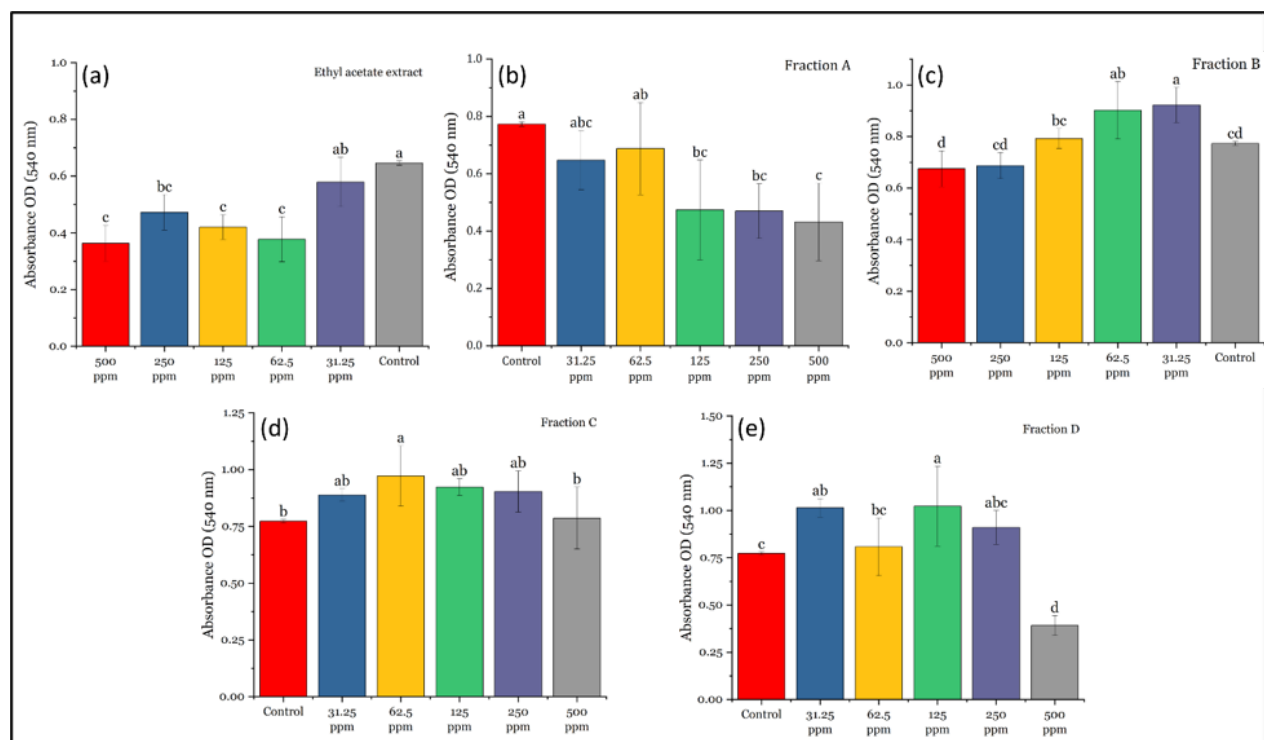 (a)
Ethyl acetate extract
Absorbance OD (540 nm)
1.0
0.8
0.6
0.4
0.2
0.0
c
bc
c
c
ab
a
500 ppm
250 ppm
125 ppm
62.5 ppm
31.25 ppm
Control
(b)
Fraction A
Absorbance OD (540 nm)
1.0
0.8
0.6
0.4
0.2
0.0
a
abc
ab
bc
bc
c
Control
31.25 ppm
62.5 ppm
125 ppm
250 ppm
500 ppm
(c)
Fraction B
Absorbance OD (540 nm)
1.0
0.8
0.6
0.4
0.2
0.0
d
cd
bc
ab
a
cd
500 ppm
250 ppm
125 ppm
62.5 ppm
31.25 ppm
Control
(d)
Fraction C
Absorbance OD (540 nm)
1.25
1.00
0.75
0.50
0.25
0.00
b
ab
a
ab
ab
b
Control
31.25 ppm
62.5 ppm
125 ppm
250 ppm
500 ppm
(e)
Fraction D
Absorbance OD (540 nm)
1.50
1.25
1.00
0.75
0.50
0.25
0.00
c
ab
bc
a
abc
d
Control
31.25 ppm
62.5 ppm
125 ppm
250 ppm
500 ppm